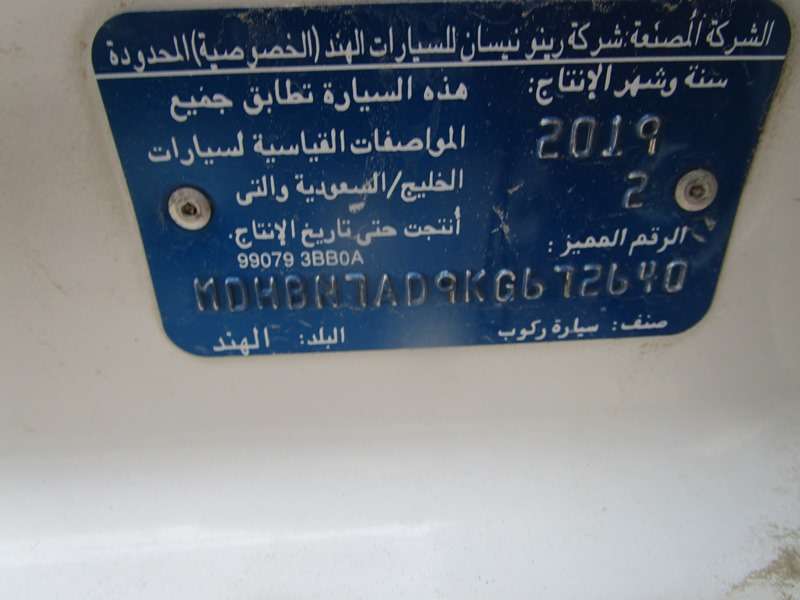 الشركة المصنعة شركة رينو نيسان للسيارات الهند (الخصوصية) المحدودة
سنة وشهر الإنتاج:
2019
2
الرقم المميز :
هذه السيارة تطابق جميع
المواصفات القياسية لسيارات
الخليج/السعودية والتى
أنتجت حتى تاريخ الإنتاج.
99079 3BB0A
MDHBN7AD9KG672640
صنف: سيارة ركوب
البلد: الهند